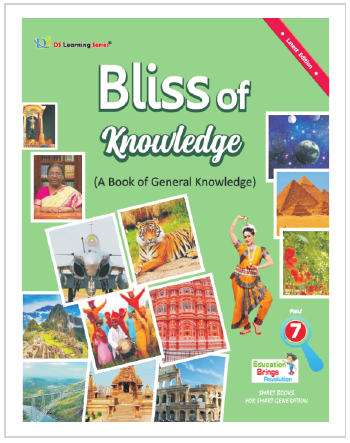 DS Learning Series®
Latest Edition
Bliss of
Knowledge
(A Book of General Knowledge)
Part
7
Education
Brings
Revolution
SMART BOOKS
FOR SMART GENERATION